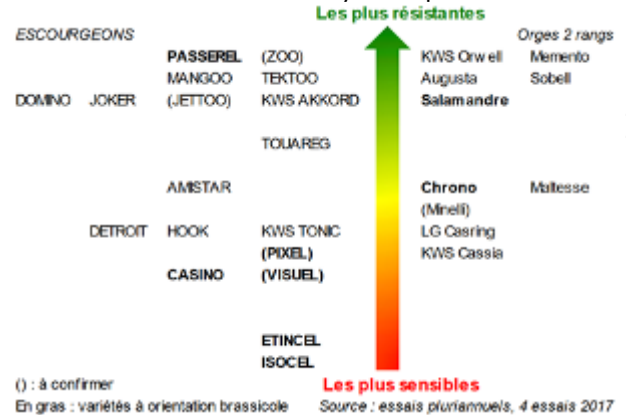 Les plus résistantes
ESCOURGEONS Orges 2 rangs
PASSEREL (ZOO) KWS Orwell Memento
MANGOO TEKTOO Augusta Sobell
DOMINO JOKER (JETTOO) KWS AKKORD Salamandre
TOUAREG
AMISTAR Chrono Maltesse
(Minelli)
DETROIT HOOK KWS TONIC LG Casring
(PIXEL) KWS Cassia
CASINO (VISUEL)
ETINCEL
ISOCEL
() : à confirmer Les plus sensibles
En gras : variétés à orientation brassicole Source : essais pluriannuels, 4 essais 2017